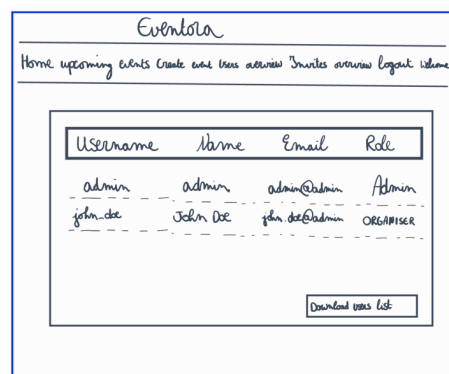 Eventora
Home upcoming events Create event Users overview Invites overview logout Welcome
Username Name Email Role
admin admin admin@admin Admin
john_doe John Doe john.doe@admin ORGANISER
Download users list